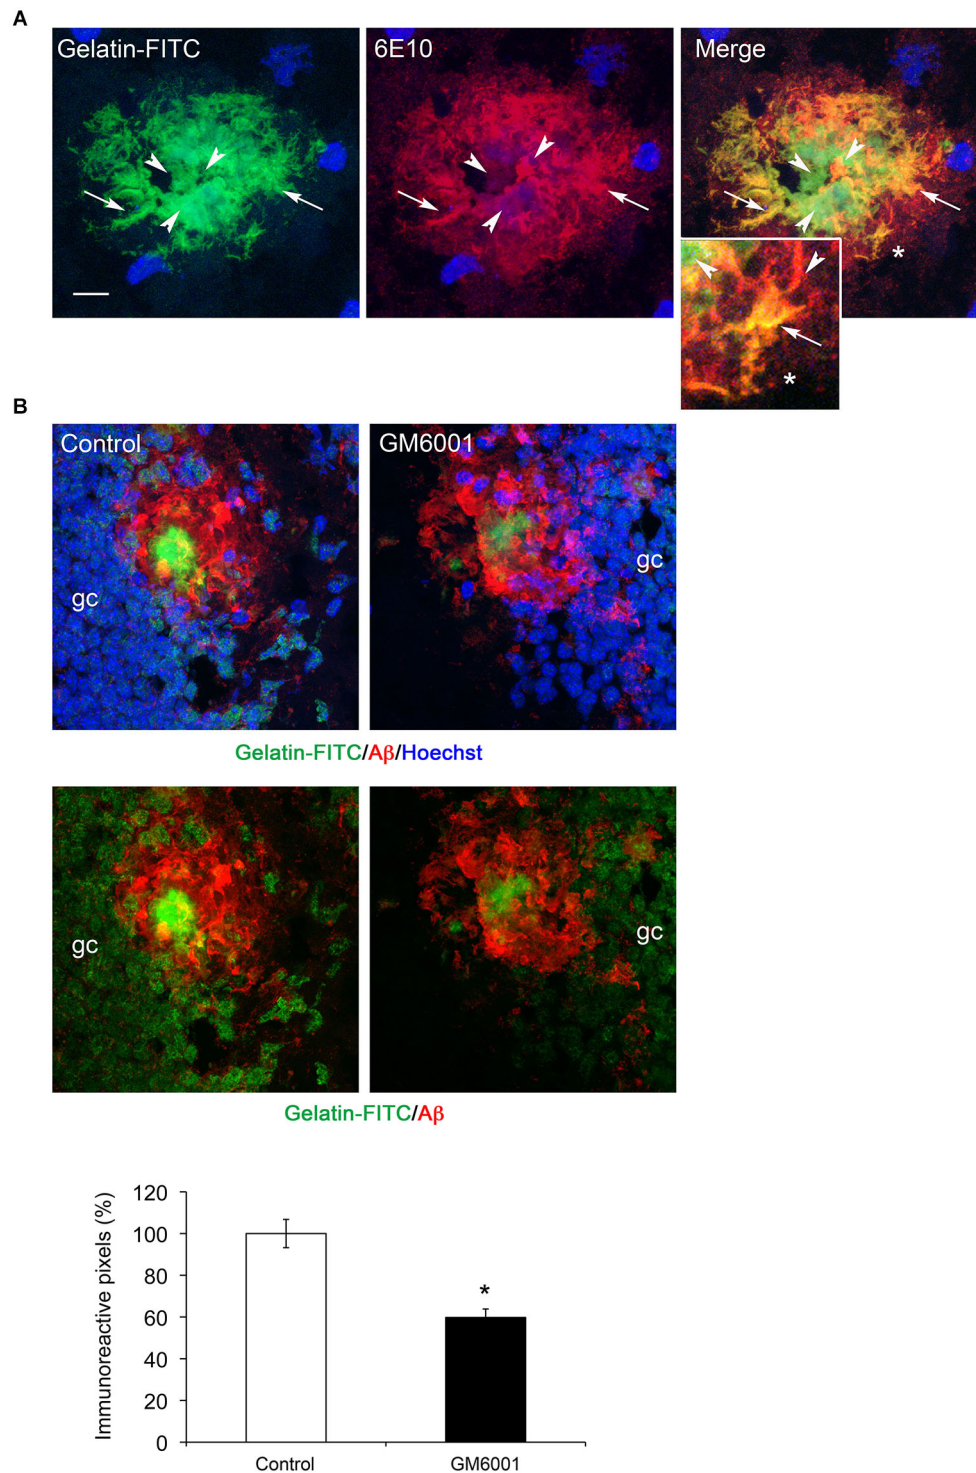 A
Gelatin-FITC
6E10
Merge
*
*
B
Control
GM6001
gc
gc
Gelatin-FITC/Aβ/Hoechst
gc
gc
Gelatin-FITC/Aβ
Immunoreactive pixels (%)
120
100
80
60
40
20
0
*
Control
GM6001